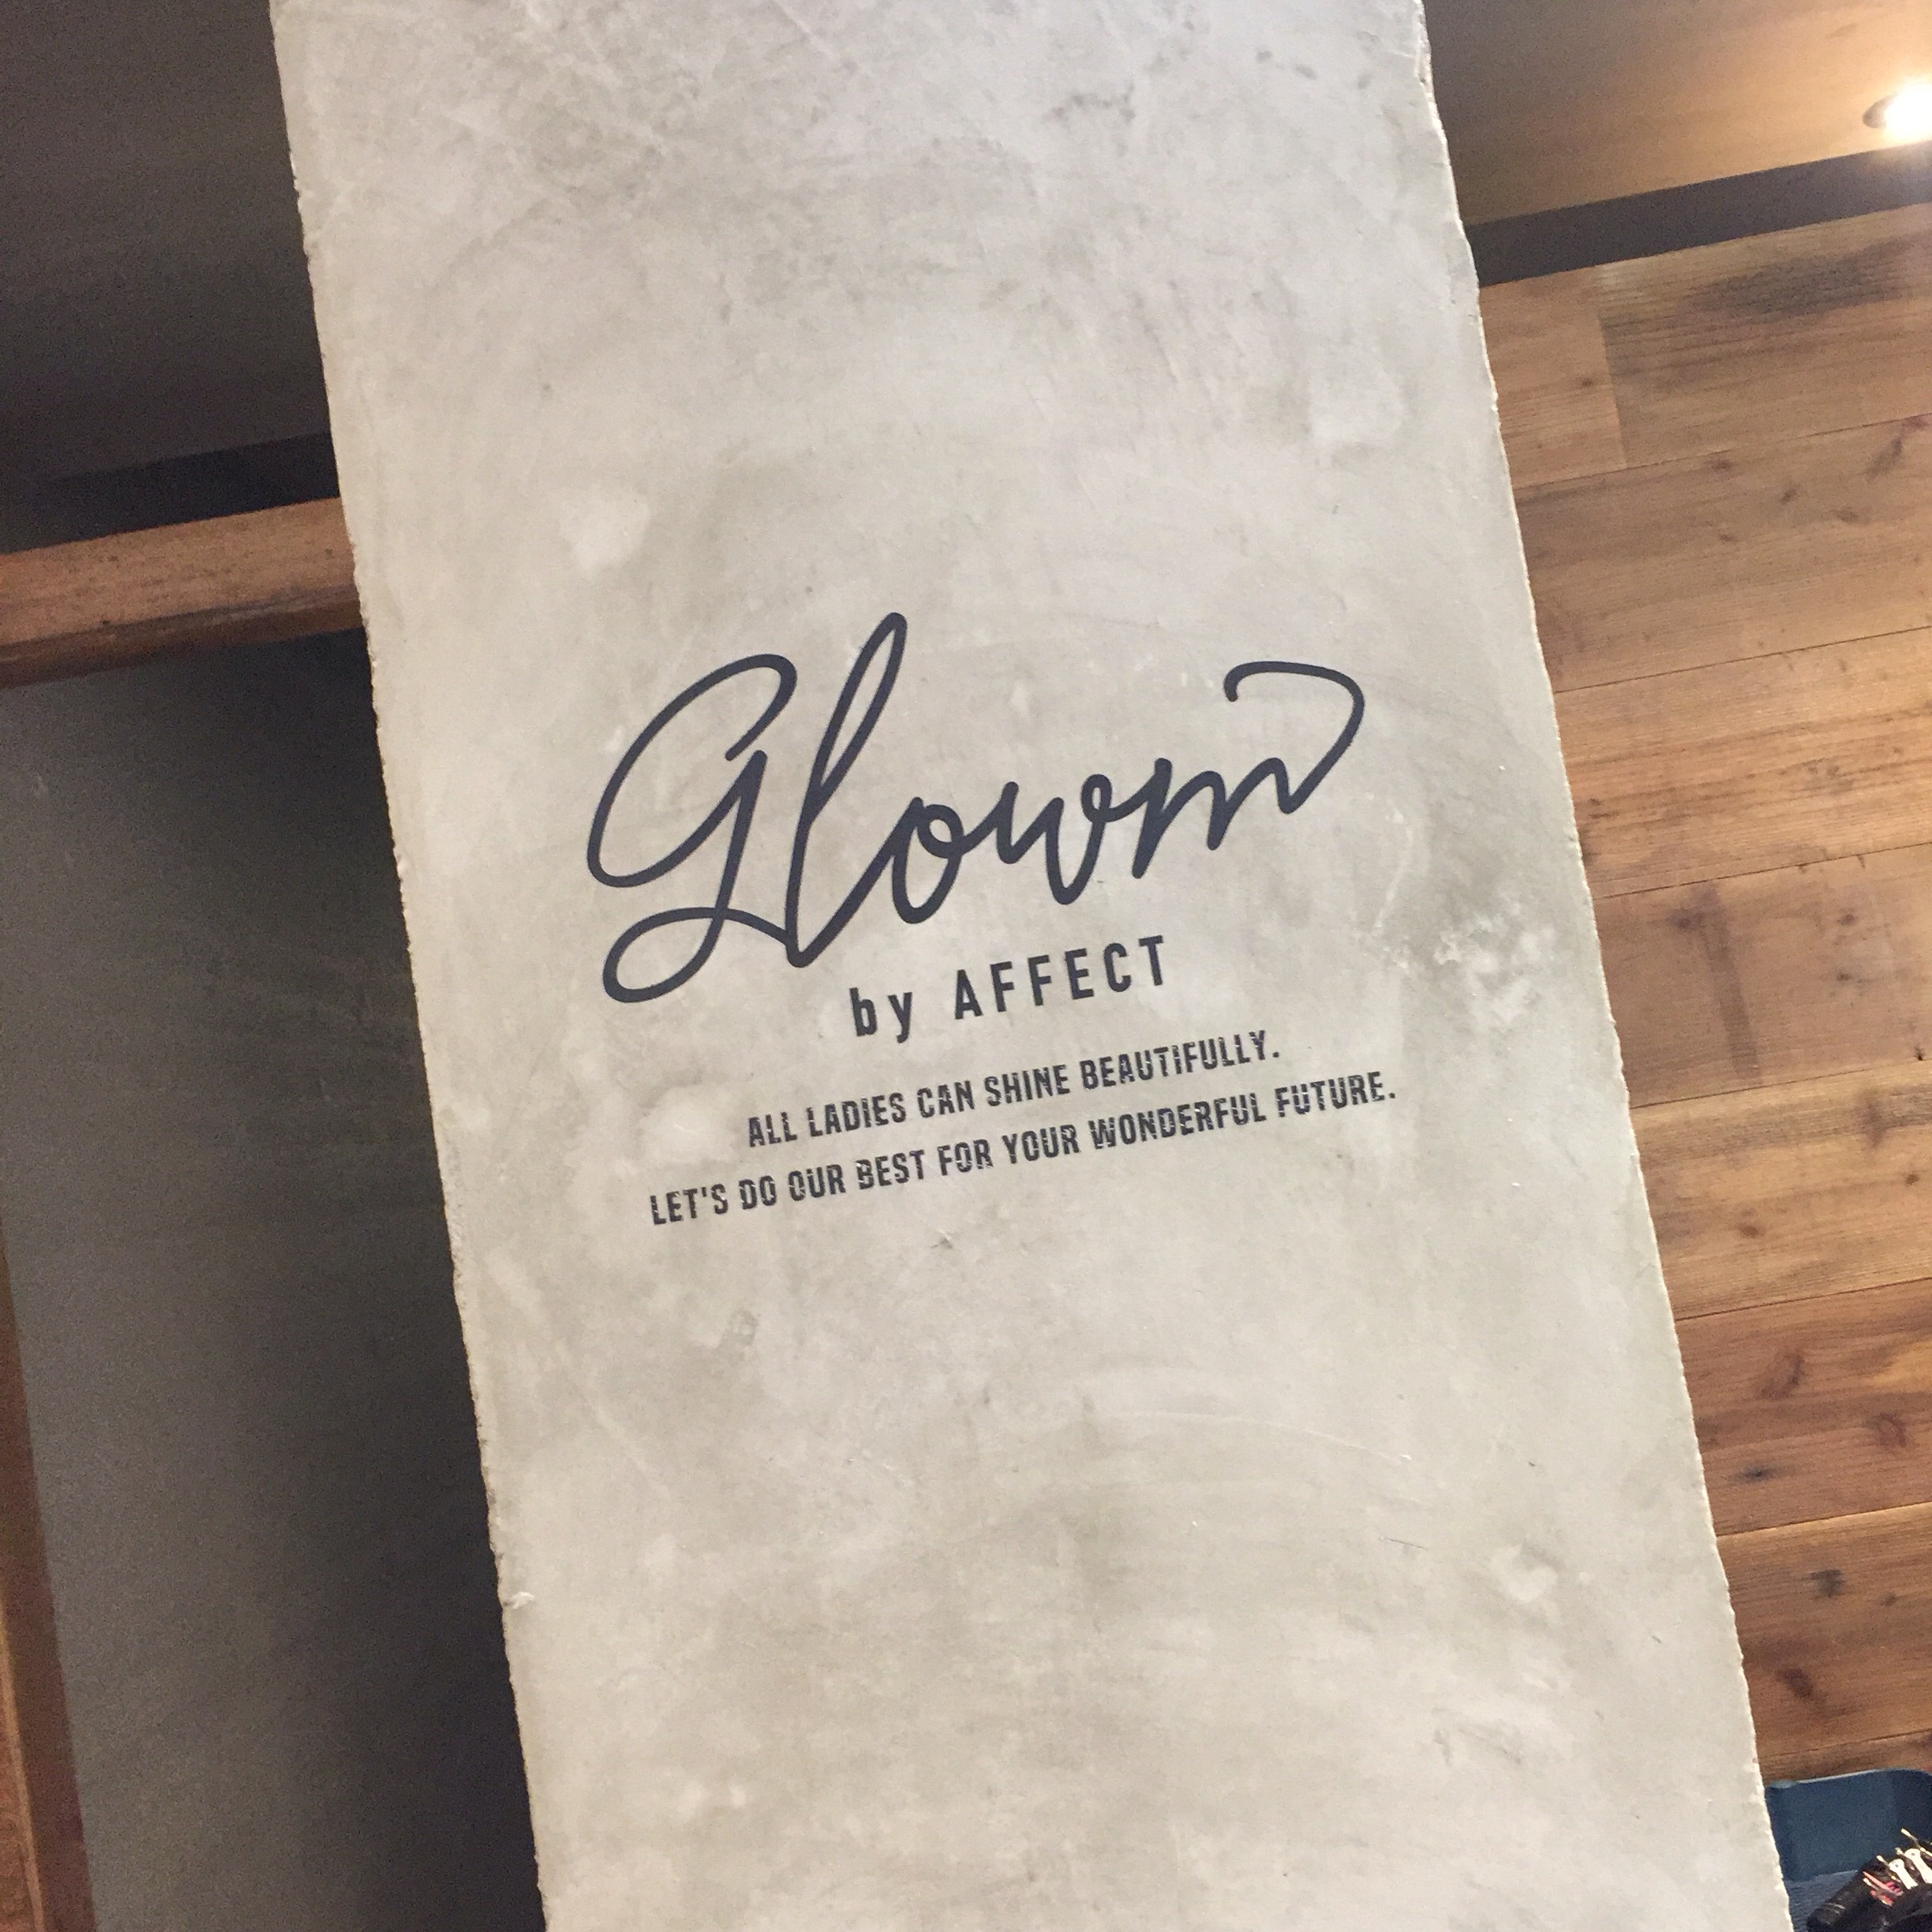 Glowm
by AFFECT
ALL LADIES CAN SHINE BEAUTIFULLY.
LET'S DO OUR BEST FOR YOUR WONDERFUL FUTURE.